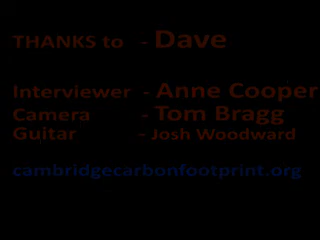 THANKS to - Dave
Interviewer - Anne Cooper
Camera - Tom Bragg
Guitar - Josh Woodward
cambridgecarbonfootprint.org